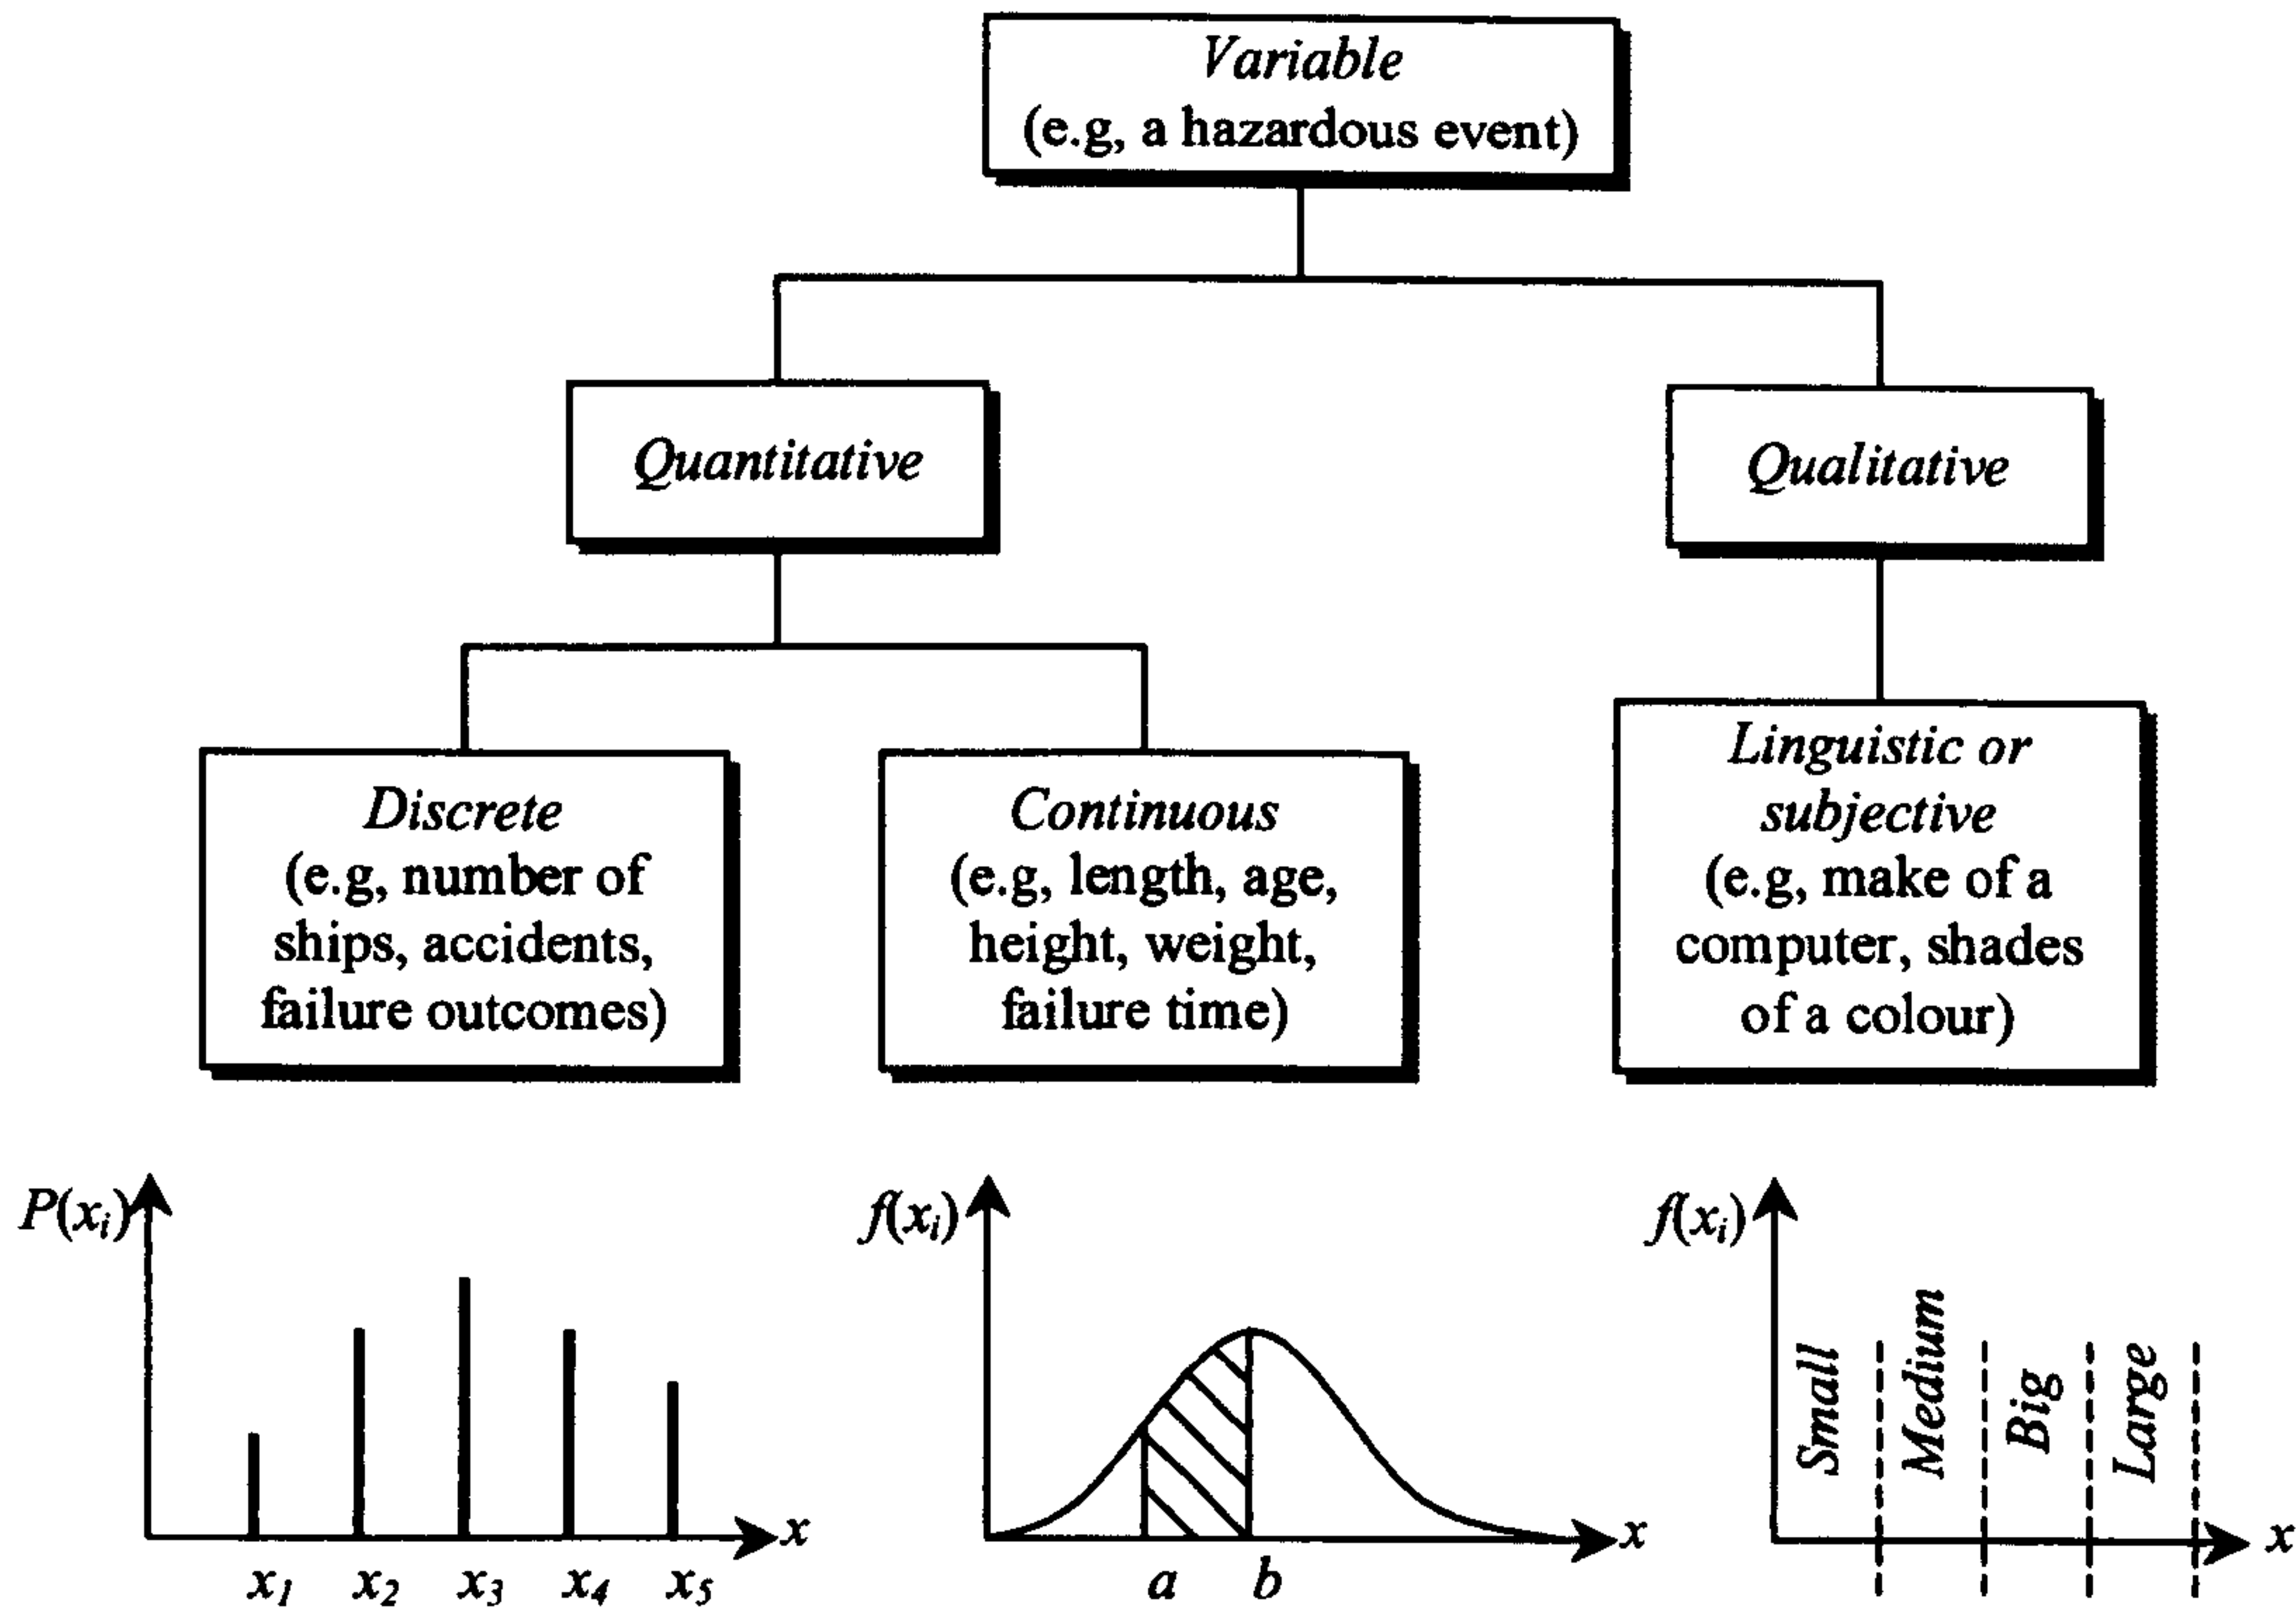 Variable
(e.g, a hazardous event)
Quantitative
Qualitative
Discrete
(e.g, number of
ships, accidents,
failure outcomes)
Continuous
(e.g, length, age,
height, weight,
failure time)
Linguistic or
subjective
(e.g, make of a
computer, shades
of a colour)
P(xᵢ)
x
x₁ x₂ x₃ x₄ x₅
f(xᵢ)
x
a b
f(xᵢ)
Small
Medium
Big
Large
x